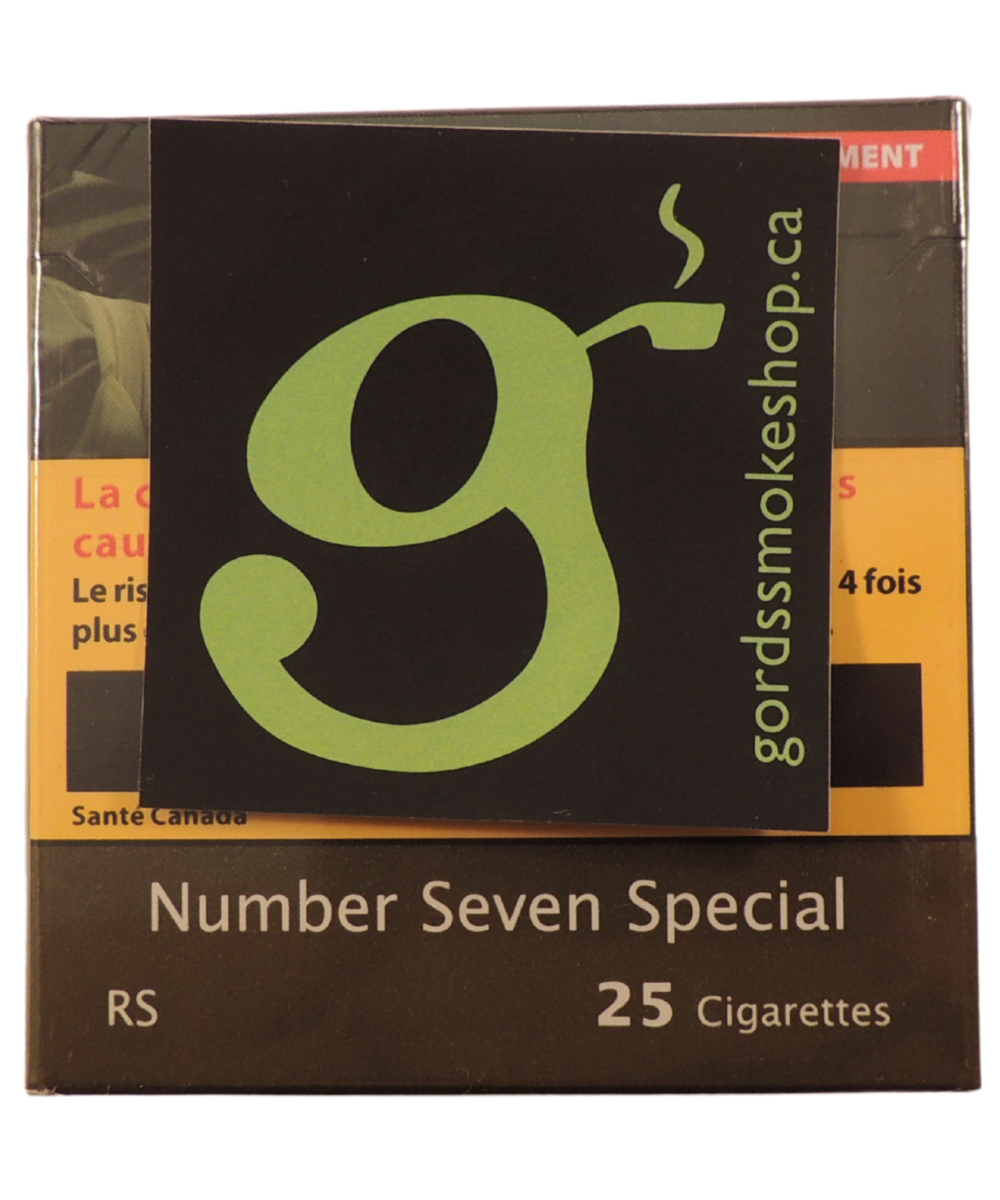 MENT
g
gordssmokeshop.ca
La c
s
cau
Le ris
4 fois
plus
Santé Canada
Number Seven Special
RS
25 Cigarettes